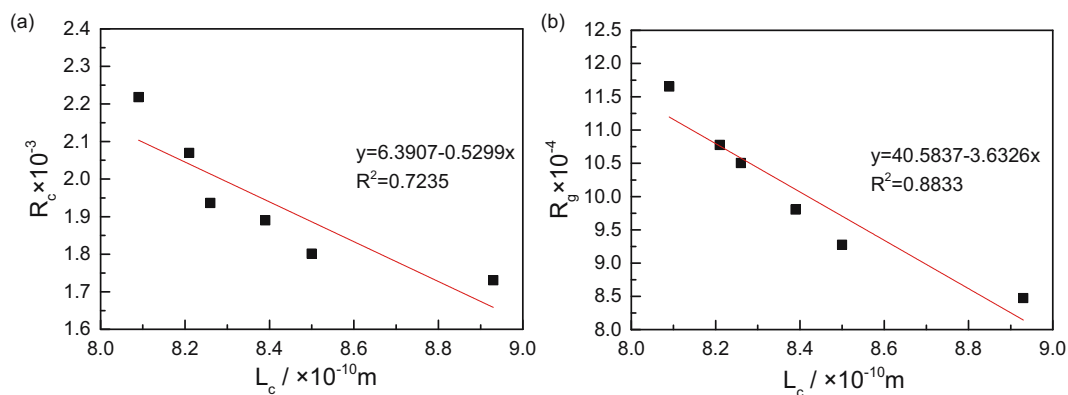 (a)
2.4
2.3
2.2
2.1
2.0
1.9
1.8
1.7
1.6
R_c×10⁻³
y=6.3907-0.5299x
R²=0.7235
8.0 8.2 8.4 8.6 8.8 9.0
L_c / ×10⁻¹⁰m
(b)
12.5
12.0
11.5
11.0
10.5
10.0
9.5
9.0
8.5
8.0
R_g×10⁻⁴
y=40.5837-3.6326x
R²=0.8833
8.0 8.2 8.4 8.6 8.8 9.0
L_c / ×10⁻¹⁰m